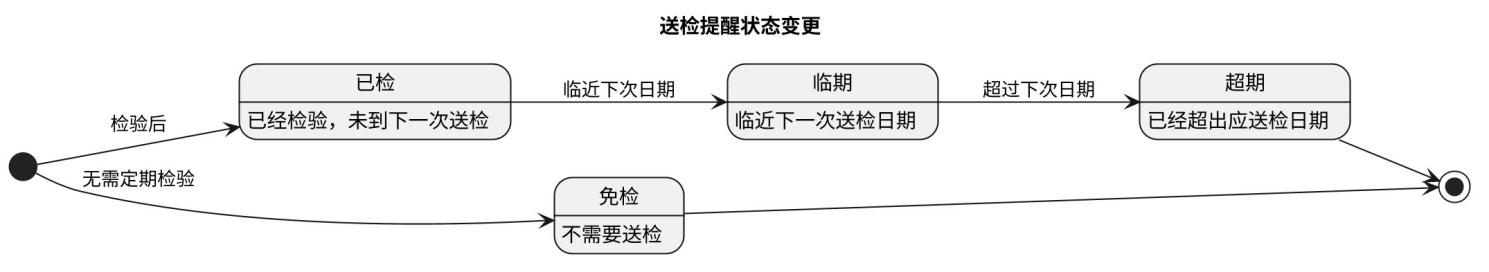 送检提醒状态变更
已检
已经检验，未到下一次送检
临近下次日期
临期
临近下一次送检日期
超过下次日期
超期
已经超出应送检日期
检验后
无需定期检验
免检
不需要送检